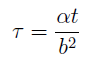 τ = αt / b²